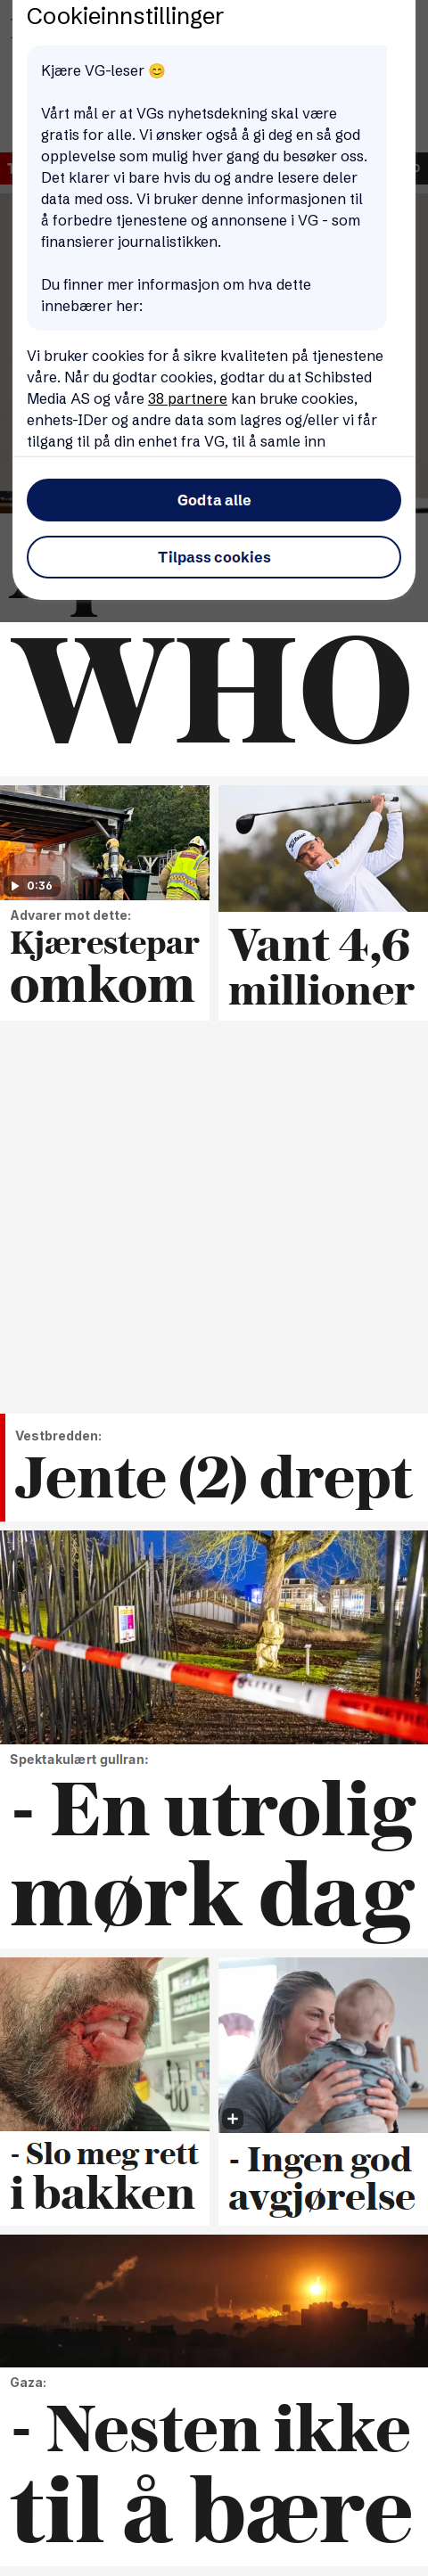 Cookieinnstillinger
Kjære VG-leser 😊
Vårt mål er at VGs nyhetsdekning skal være
gratis for alle. Vi ønsker også å gi deg en så god
opplevelse som mulig hver gang du besøker oss.
Det klarer vi bare hvis du og andre lesere deler
data med oss. Vi bruker denne informasjonen til
å forbedre tjenestene og annonsene i VG - som
finansierer journalistikken.
Du finner mer informasjon om hva dette
innebærer her:
Vi bruker cookies for å sikre kvaliteten på tjenestene
våre. Når du godtar cookies, godtar du at Schibsted
Media AS og våre 38 partnere kan bruke cookies,
enhets-IDer og andre data som lagres og/eller vi får
tilgang til på din enhet fra VG, til å samle inn
Godta alle
Tilpass cookies
WHO
0:36
Advarer mot dette:
Kjærestepar
omkom
Vant 4,6
millioner
Vestbredden:
Jente (2) drept
Spektakulært gullran:
- En utrolig
mørk dag
- Slo meg rett
i bakken
- Ingen god
avgjørelse
Gaza:
- Nesten ikke
til å bære